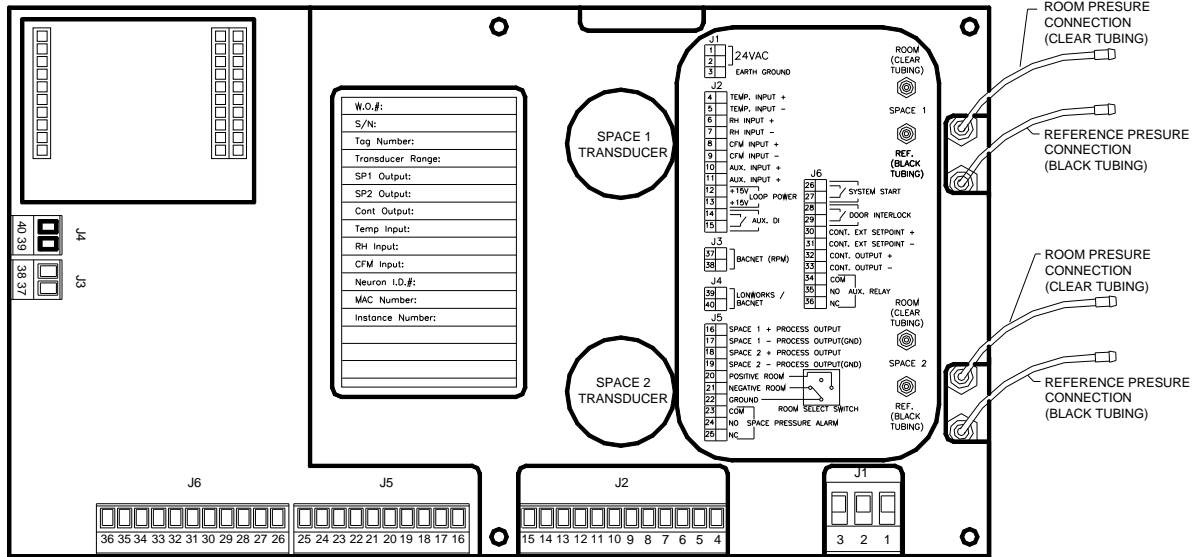 W.O.#:
S/N:
Tag Number:
Transducer Range:
SP1 Output:
SP2 Output:
Cont Output:
Temp Input:
RH Input:
CFM Input:
Neuron I.D.#:
MAC Number:
Instance Number:
40 39
J4
38 37
J3
SPACE 1
TRANSDUCER
SPACE 2
TRANSDUCER
J1
1
2
24VAC
3 EARTH GROUND
J2
4 TEMP. INPUT +
5 TEMP. INPUT -
6 RH INPUT +
7 RH INPUT -
8 CFM INPUT +
9 CFM INPUT -
10 AUX. INPUT +
11 AUX. INPUT +
12 +15V
13 +15V
LOOP POWER
14
15
AUX. DI
J3
37
38
BACNET (RPM)
J4
39
40
LONWORKS /
BACNET
J5
16 SPACE 1 + PROCESS OUTPUT
17 SPACE 1 - PROCESS OUTPUT(GND)
18 SPACE 2 + PROCESS OUTPUT
19 SPACE 2 - PROCESS OUTPUT(GND)
20 POSITIVE ROOM
21 NEGATIVE ROOM
22 GROUND
ROOM SELECT SWITCH
23 COM
24 NO SPACE PRESSURE ALARM
25 NC
J6
26
27
SYSTEM START
28
29
DOOR INTERLOCK
30 CONT. EXT SETPOINT +
31 CONT. EXT SETPOINT -
32 CONT. OUTPUT +
33 CONT. OUTPUT -
34 COM
35 NO AUX. RELAY
36 NC
ROOM
(CLEAR
TUBING)
SPACE 1
REF.
(BLACK
TUBING)
ROOM
(CLEAR
TUBING)
SPACE 2
REF.
(BLACK
TUBING)
ROOM PRESURE
CONNECTION
(CLEAR TUBING)
REFERENCE PRESURE
CONNECTION
(BLACK TUBING)
ROOM PRESURE
CONNECTION
(CLEAR TUBING)
REFERENCE PRESURE
CONNECTION
(BLACK TUBING)
J6
36 35 34 33 32 31 30 29 28 27 26
J5
25 24 23 22 21 20 19 18 17 16
J2
15 14 13 12 11 10 9 8 7 6 5 4
J1
3 2 1